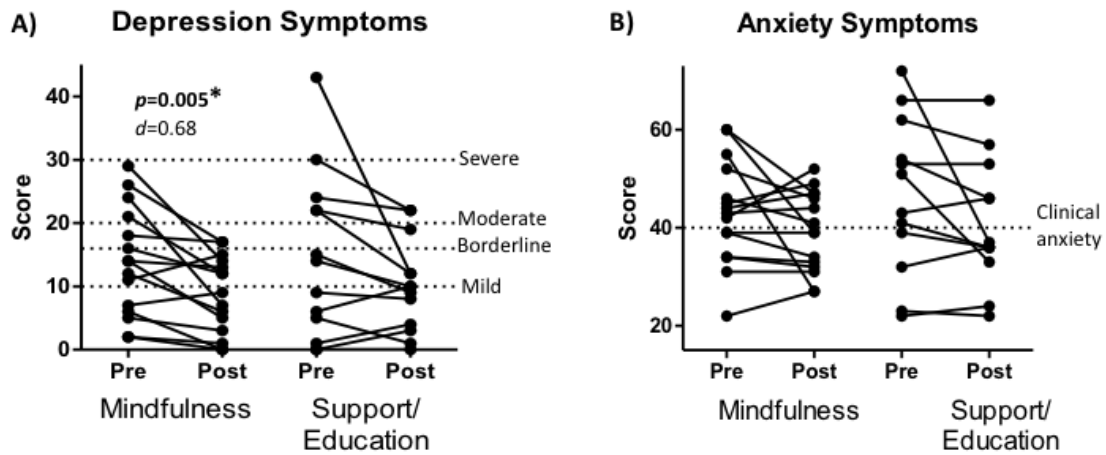 A)
Depression Symptoms
p=0.005*
d=0.68
Score
40
30
20
10
0
Severe
Moderate
Borderline
Mild
Pre Post Pre Post
Mindfulness Support/
Education
B)
Anxiety Symptoms
Score
60
40
20
Clinical
anxiety
Pre Post Pre Post
Mindfulness Support/
Education